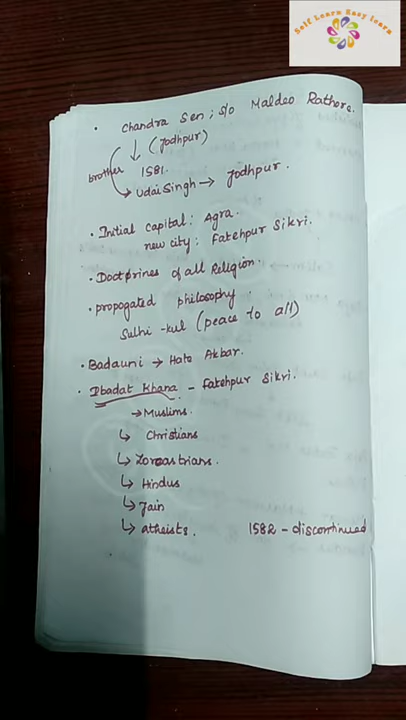 Self Learn Easy learn
• Chandra Sen ; s/o Maldeo Rathore.
↓ (Jodhpur)
brother 1581.
→ Udai Singh → Jodhpur.
• Initial capital : Agra.
new city : Fatehpur Sikri.
• Doctprines of all Religion.
• propogated philosophy.
Sulhi-kul (peace to all)
• Badauni → Hate Akbar.
• Ibadat Khana - Fatehpur Sikri.
→ Muslims.
↳ Christians
↳ Zoroastrians.
↳ Hindus
↳ Jain
↳ atheists. 1582 - discontinued